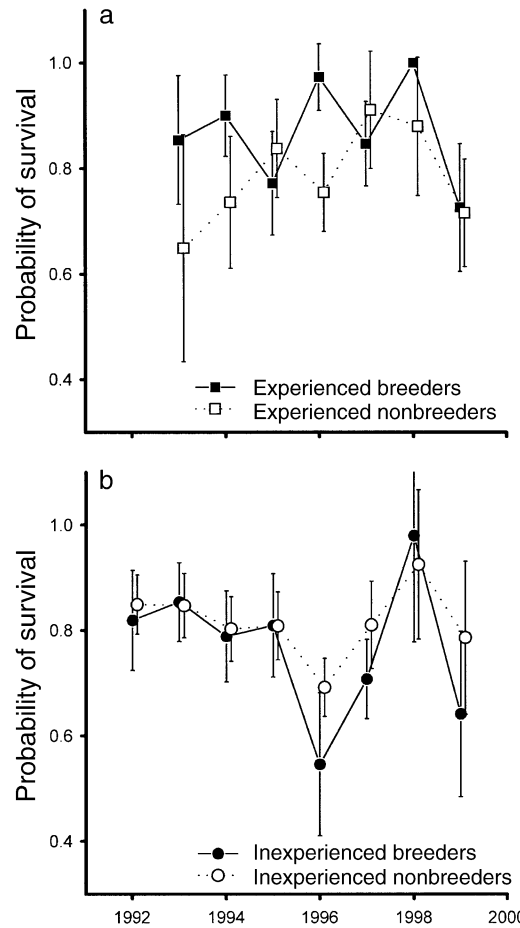 a
Probability of survival
1.0
0.8
0.6
0.4
Experienced breeders
Experienced nonbreeders
b
Probability of survival
1.0
0.8
0.6
0.4
Inexperienced breeders
Inexperienced nonbreeders
1992 1994 1996 1998 2000